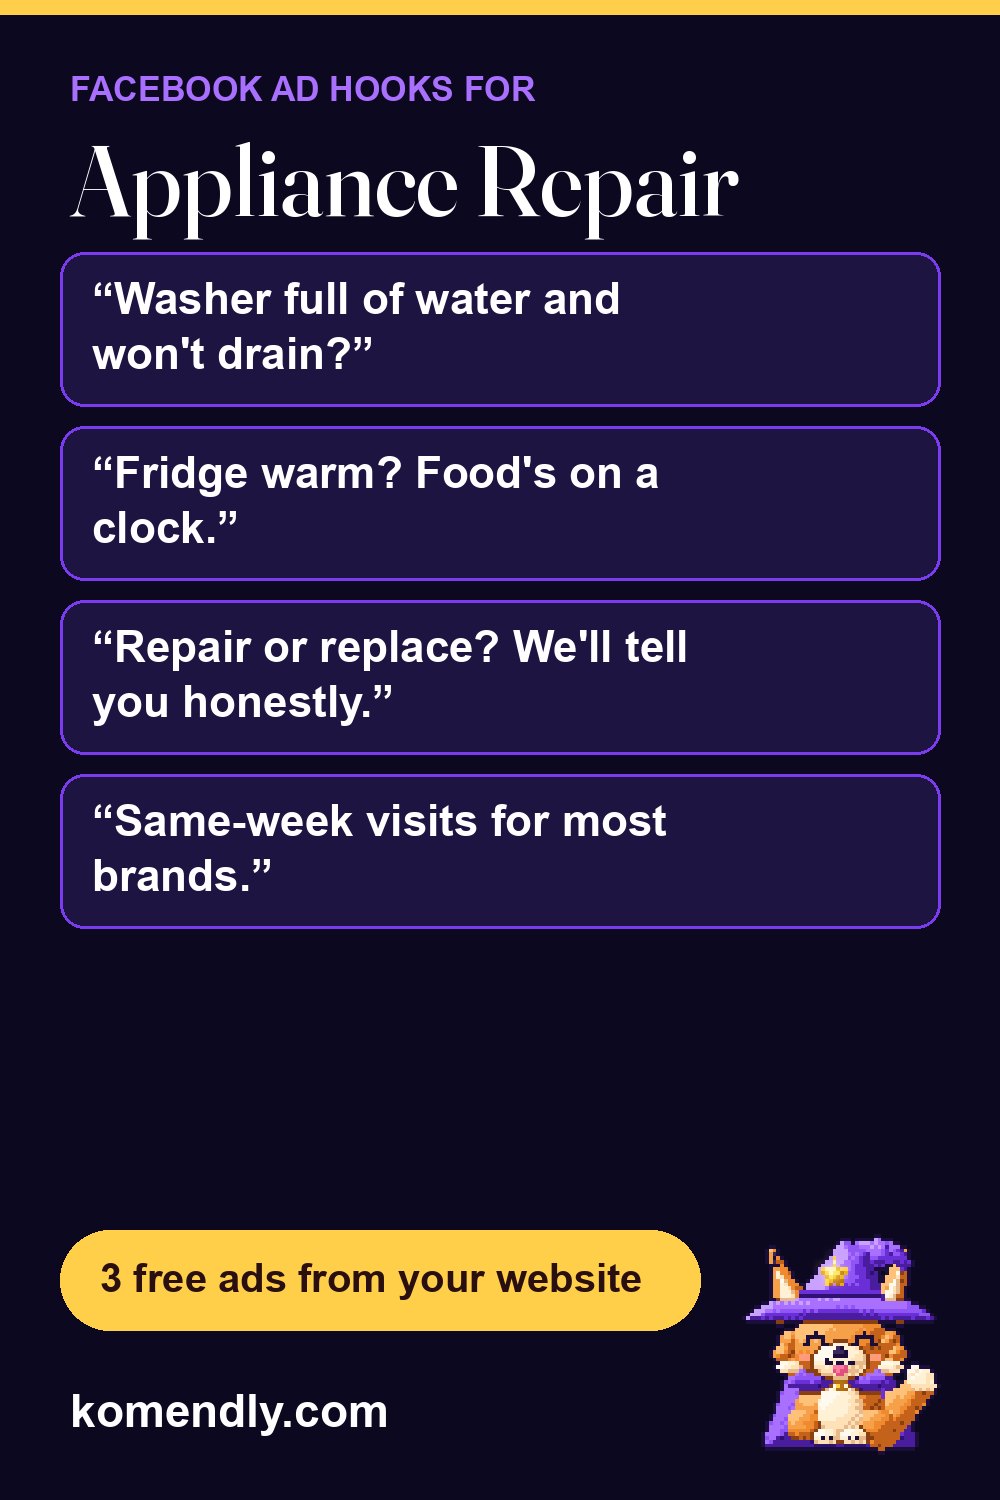 FACEBOOK AD HOOKS FOR
Appliance Repair
“Washer full of water and
won't drain?”
“Fridge warm? Food's on a
clock.”
“Repair or replace? We'll tell
you honestly.”
“Same-week visits for most
brands.”
3 free ads from your website
komendly.com